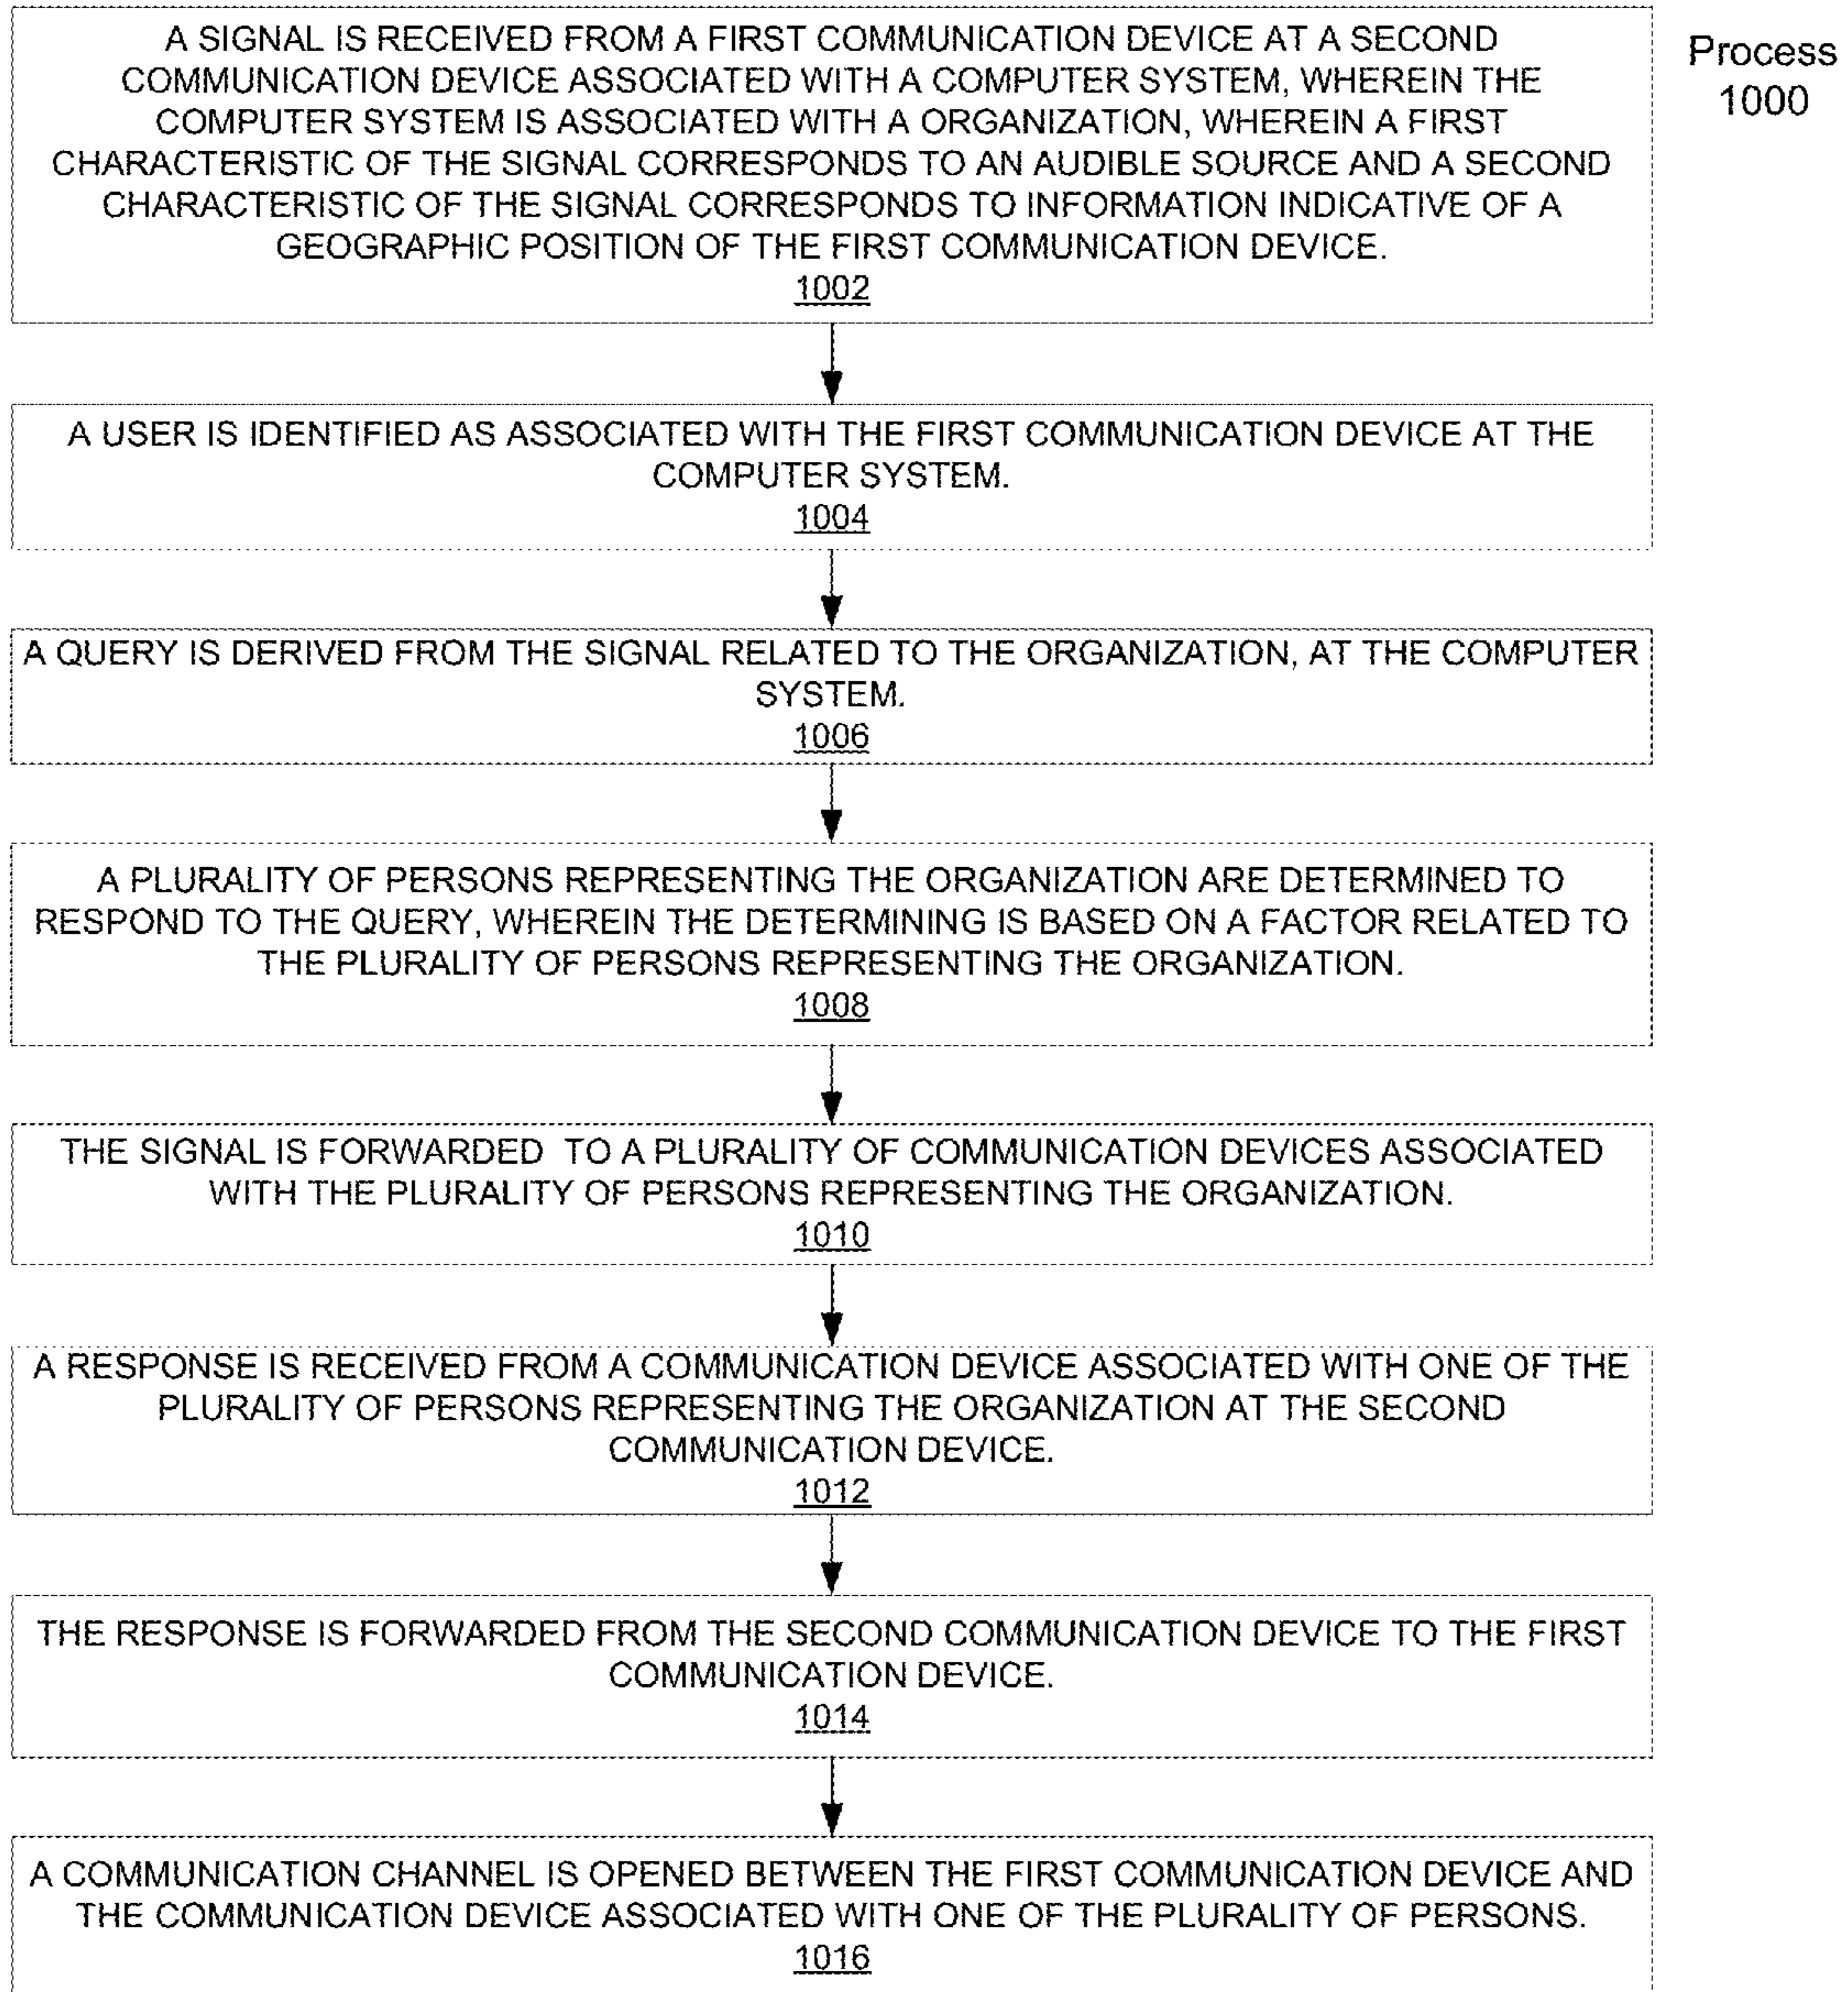 A SIGNAL IS RECEIVED FROM A FIRST COMMUNICATION DEVICE AT A SECOND
COMMUNICATION DEVICE ASSOCIATED WITH A COMPUTER SYSTEM, WHEREIN THE
COMPUTER SYSTEM IS ASSOCIATED WITH A ORGANIZATION, WHEREIN A FIRST
CHARACTERISTIC OF THE SIGNAL CORRESPONDS TO AN AUDIBLE SOURCE AND A SECOND
CHARACTERISTIC OF THE SIGNAL CORRESPONDS TO INFORMATION INDICATIVE OF A
GEOGRAPHIC POSITION OF THE FIRST COMMUNICATION DEVICE.
1002
Process
1000
A USER IS IDENTIFIED AS ASSOCIATED WITH THE FIRST COMMUNICATION DEVICE AT THE
COMPUTER SYSTEM.
1004
A QUERY IS DERIVED FROM THE SIGNAL RELATED TO THE ORGANIZATION, AT THE COMPUTER
SYSTEM.
1006
A PLURALITY OF PERSONS REPRESENTING THE ORGANIZATION ARE DETERMINED TO
RESPOND TO THE QUERY, WHEREIN THE DETERMINING IS BASED ON A FACTOR RELATED TO
THE PLURALITY OF PERSONS REPRESENTING THE ORGANIZATION.
1008
THE SIGNAL IS FORWARDED TO A PLURALITY OF COMMUNICATION DEVICES ASSOCIATED
WITH THE PLURALITY OF PERSONS REPRESENTING THE ORGANIZATION.
1010
A RESPONSE IS RECEIVED FROM A COMMUNICATION DEVICE ASSOCIATED WITH ONE OF THE
PLURALITY OF PERSONS REPRESENTING THE ORGANIZATION AT THE SECOND
COMMUNICATION DEVICE.
1012
THE RESPONSE IS FORWARDED FROM THE SECOND COMMUNICATION DEVICE TO THE FIRST
COMMUNICATION DEVICE.
1014
A COMMUNICATION CHANNEL IS OPENED BETWEEN THE FIRST COMMUNICATION DEVICE AND
THE COMMUNICATION DEVICE ASSOCIATED WITH ONE OF THE PLURALITY OF PERSONS.
1016